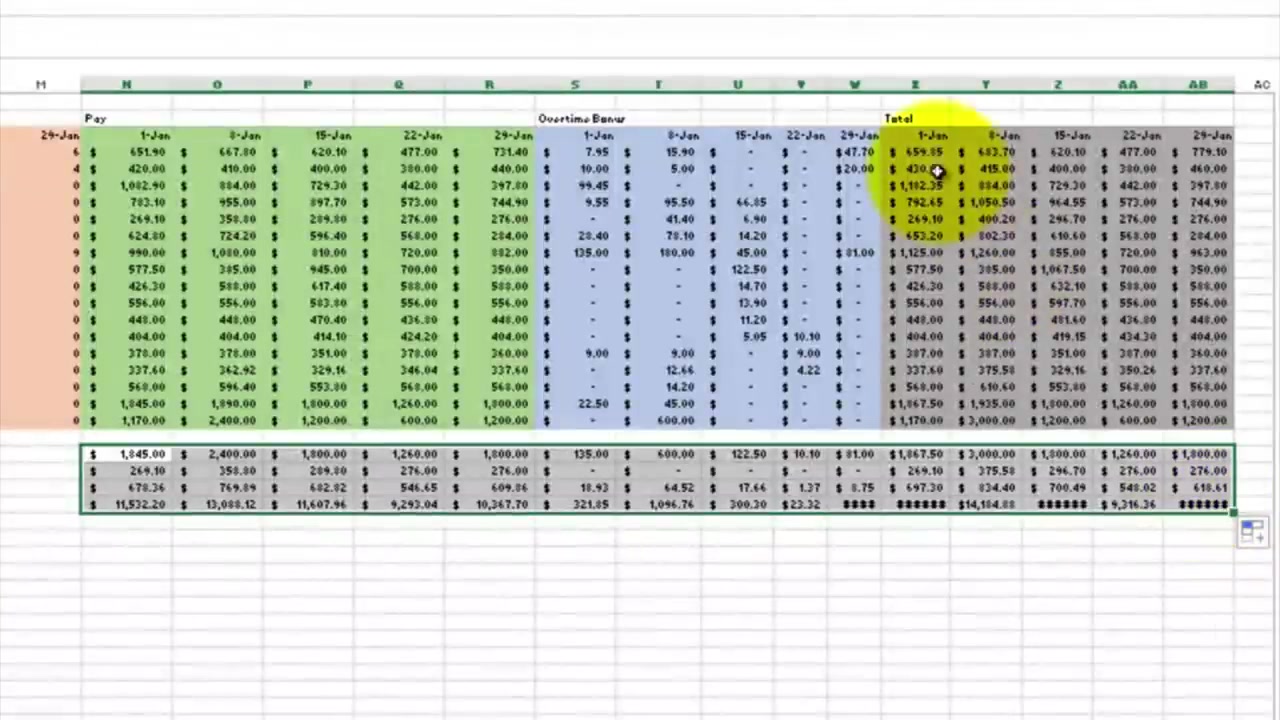 M N O P Q R S T U V W X Y Z AA AB AC
Pay Overtime Bonus Total
29-Jan 1-Jan 8-Jan 15-Jan 22-Jan 29-Jan 1-Jan 8-Jan 15-Jan 22-Jan 29-Jan 1-Jan 8-Jan 15-Jan 22-Jan 29-Jan
6 $ 651.90 $ 667.80 $ 620.10 $ 477.00 $ 731.40 $ 7.95 $ 15.90 $ - $ - $47.70 $ 659.85 $ 683.70 $ 620.10 $ 477.00 $ 779.10
4 $ 420.00 $ 410.00 $ 400.00 $ 380.00 $ 440.00 $ 10.00 $ 5.00 $ - $ - $20.00 $ $ 415.00 $ 400.00 $ 380.00 $ 460.00
0 $ 1,082.90 $ 884.00 $ 729.30 $ 442.00 $ 397.80 $ 99.45 $ - $ - $ - $ - $ 1,182.35 $ 884.00 $ 729.30 $ 442.00 $ 397.80
0 $ 783.10 $ 955.00 $ 897.70 $ 573.00 $ 744.90 $ 9.55 $ 95.50 $ 66.85 $ - $ - $ 792.65 $ 1,050.50 $ 964.55 $ 573.00 $ 744.90
0 $ 269.10 $ 358.80 $ 289.80 $ 276.00 $ 276.00 $ - $ 41.40 $ 6.90 $ - $ - $ 269.10 $ 400.20 $ 296.70 $ 276.00 $ 276.00
0 $ 624.80 $ 724.20 $ 596.40 $ 568.00 $ 284.00 $ 28.40 $ 78.10 $ 14.20 $ - $ - $ 653.20 $ 802.30 $ 610.60 $ 568.00 $ 284.00
9 $ 990.00 $ 1,080.00 $ 810.00 $ 720.00 $ 882.00 $ 135.00 $ 180.00 $ 45.00 $ - $81.00 $ 1,125.00 $ 1,260.00 $ 855.00 $ 720.00 $ 963.00
0 $ 577.50 $ 385.00 $ 945.00 $ 700.00 $ 350.00 $ - $ - $ 122.50 $ - $ - $ 577.50 $ 385.00 $ 1,067.50 $ 700.00 $ 350.00
0 $ 426.30 $ 588.00 $ 617.40 $ 588.00 $ 588.00 $ - $ - $ 14.70 $ - $ - $ 426.30 $ 588.00 $ 632.10 $ 588.00 $ 588.00
0 $ 556.00 $ 556.00 $ 583.80 $ 556.00 $ 556.00 $ - $ - $ 13.90 $ - $ - $ 556.00 $ 556.00 $ 597.70 $ 556.00 $ 556.00
0 $ 448.00 $ 448.00 $ 470.40 $ 436.80 $ 448.00 $ - $ - $ 11.20 $ - $ - $ 448.00 $ 448.00 $ 481.60 $ 436.80 $ 448.00
0 $ 404.00 $ 404.00 $ 414.10 $ 424.20 $ 404.00 $ - $ - $ 5.05 $ 10.10 $ - $ 404.00 $ 404.00 $ 419.15 $ 434.30 $ 404.00
0 $ 378.00 $ 378.00 $ 351.00 $ 378.00 $ 360.00 $ 9.00 $ 9.00 $ - $ 9.00 $ - $ 387.00 $ 387.00 $ 351.00 $ 387.00 $ 360.00
0 $ 337.60 $ 362.92 $ 329.16 $ 346.04 $ 337.60 $ - $ 12.66 $ - $ 4.22 $ - $ 337.60 $ 375.58 $ 329.16 $ 350.26 $ 337.60
0 $ 568.00 $ 596.40 $ 553.80 $ 568.00 $ 568.00 $ - $ 14.20 $ - $ - $ - $ 568.00 $ 610.60 $ 553.80 $ 568.00 $ 568.00
0 $ 1,845.00 $ 1,890.00 $ 1,800.00 $ 1,260.00 $ 1,800.00 $ 22.50 $ 45.00 $ - $ - $ - $ 1,867.50 $ 1,935.00 $ 1,800.00 $ 1,260.00 $ 1,800.00
0 $ 1,170.00 $ 2,400.00 $ 1,200.00 $ 600.00 $ 1,200.00 $ - $ 600.00 $ - $ - $ - $ 1,170.00 $ 3,000.00 $ 1,200.00 $ 600.00 $ 1,200.00
$ 1,845.00 $ 2,400.00 $ 1,800.00 $ 1,260.00 $ 1,800.00 $ 135.00 $ 600.00 $ 122.50 $ 10.10 $ 81.00 $ 1,867.50 $ 3,000.00 $ 1,800.00 $ 1,260.00 $ 1,800.00
$ 269.10 $ 358.80 $ 289.80 $ 276.00 $ 276.00 $ - $ - $ - $ - $ - $ 269.10 $ 375.58 $ 296.70 $ 276.00 $ 276.00
$ 678.36 $ 769.89 $ 682.82 $ 546.65 $ 609.86 $ 18.93 $ 64.52 $ 17.66 $ 1.37 $ 8.75 $ 697.30 $ 834.40 $ 700.49 $ 548.02 $ 618.61
$ 11,532.20 $ 13,088.12 $ 11,607.96 $ 9,293.04 $ 10,367.70 $ 321.85 $ 1,096.76 $ 300.30 $23.32 #### ###### $14,184.88 ###### $ 9,316.36 ######